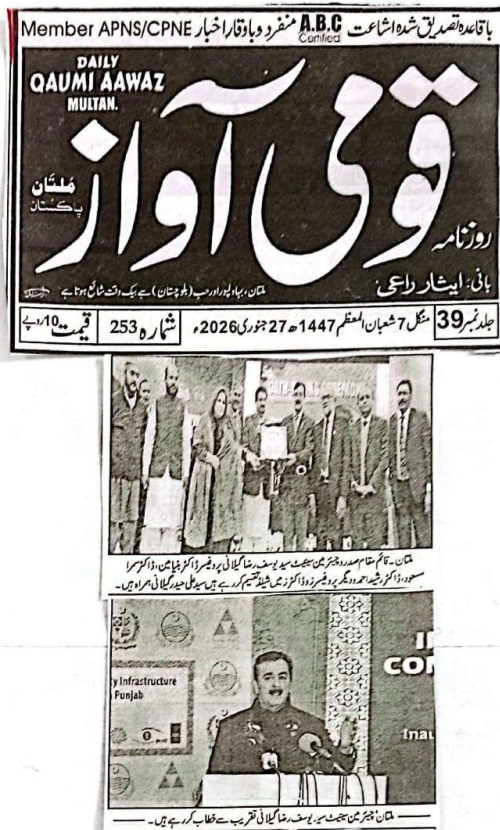 باقاعدہ تصدیق شدہ اشاعت A.B.C Certified منفرد و باوقار اخبار Member APNS/CPNE
DAILY
QAUMI AAWAZ
MULTAN.
قومی آواز
روزنامہ
مُلتان
پاکستان
بانی: ایثار راعی
ملتان، بہاولپور اور حب (بلوچستان) سے بیک وقت شائع ہوتا ہے
جلد نمبر 39 منگل 7 شعبان المعظم 1447ھ 27 جنوری 2026ء شمارہ 253 قیمت 10 روپے
ملتان۔ قائم مقام صدر و چیئرمین سینیٹ سید یوسف رضا گیلانی پروفیسر ڈاکٹر بنیامین، ڈاکٹر سمرا
مسعود، ڈاکٹر رشید احمد و دیگر پروفیسرز و ڈاکٹرز میں شیلڈ تقسیم کر رہے ہیں سید علی حیدر گیلانی ہمراہ ہیں۔
y Infrastructure
Punjab
I
CO
Inau
ملتان: چیئرمین سینیٹ سید یوسف رضا گیلانی تقریب سے خطاب کر رہے ہیں۔